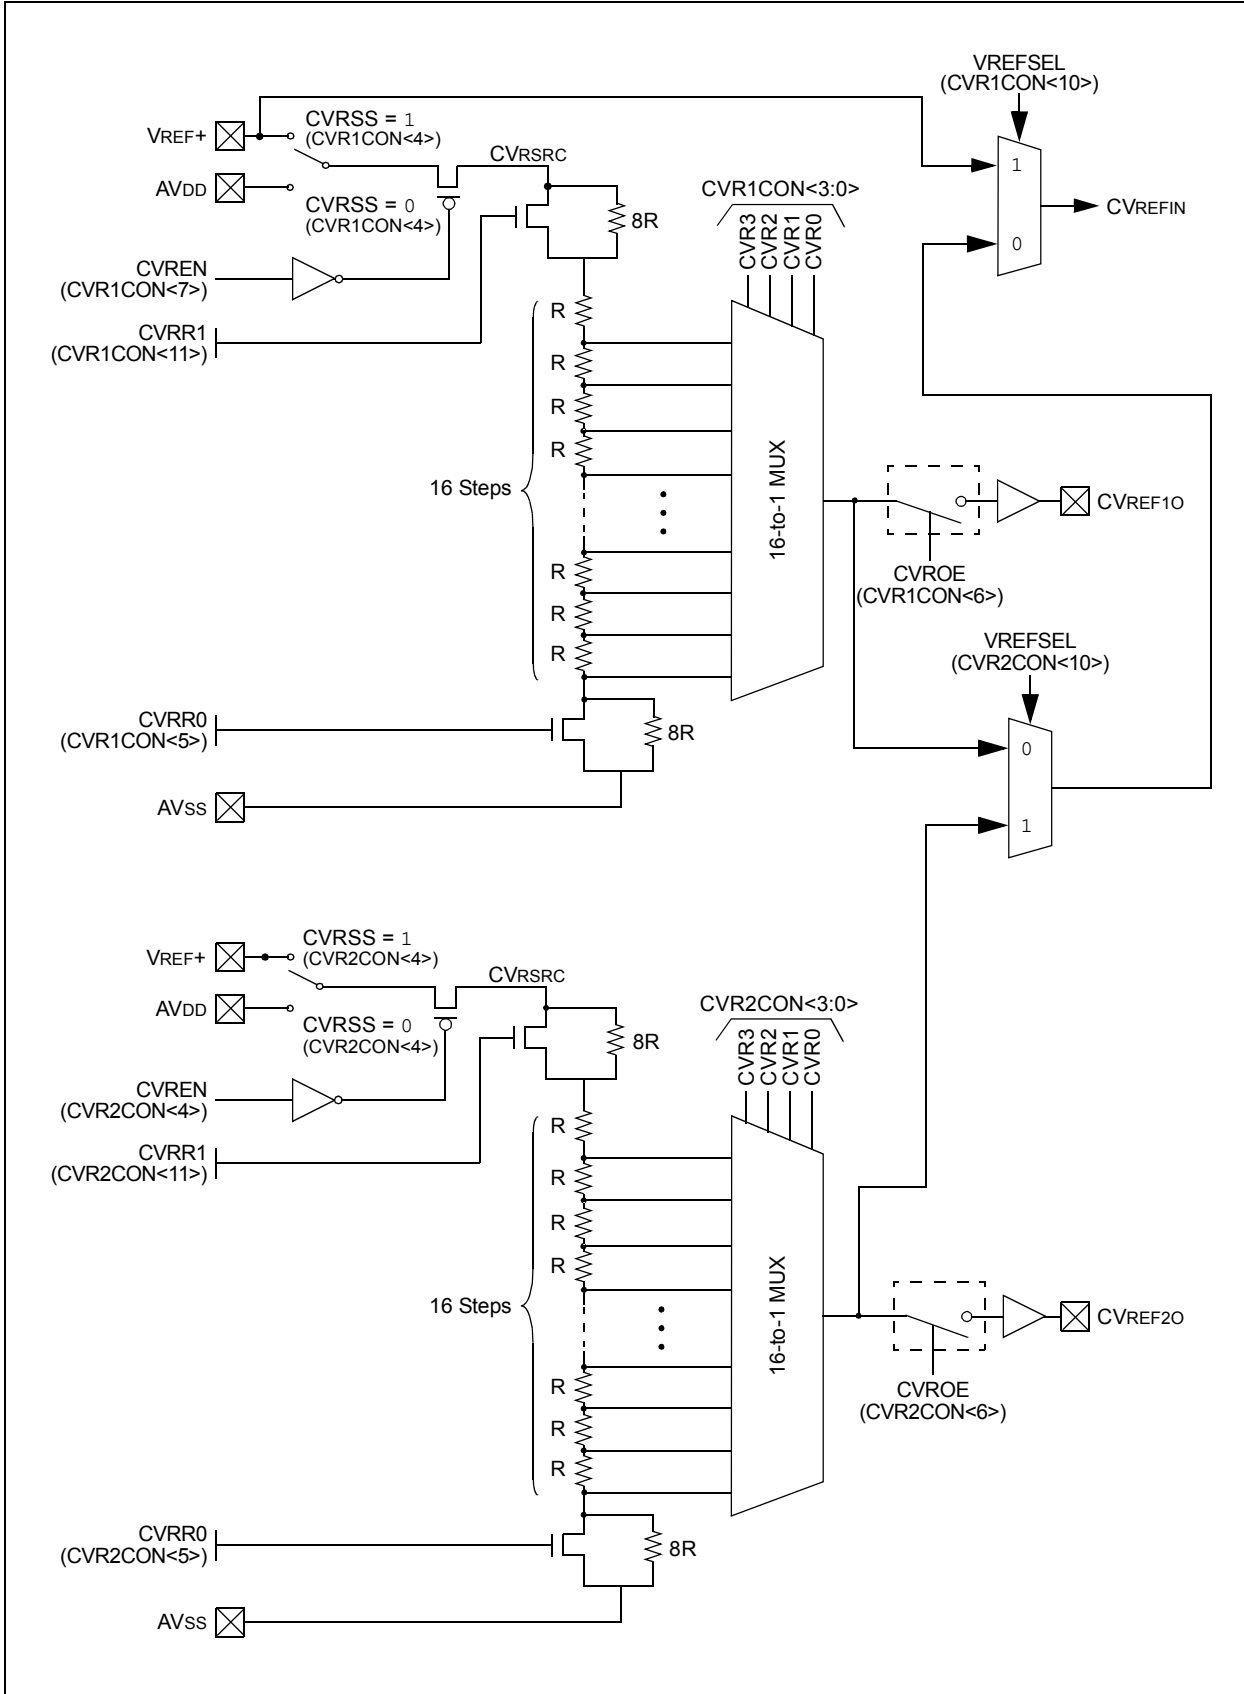 VREFSEL
(CVR1CON<10>)
VREF+
CVRSS = 1
(CVR1CON<4>)
CVRSRC
AVDD
CVRSS = 0
(CVR1CON<4>)
8R
CVR1CON<3:0>
CVR3
CVR2
CVR1
CVR0
1
0
CVREFIN
CVREN
(CVR1CON<7>)
CVRR1
(CVR1CON<11>)
R
R
R
R
16 Steps
R
R
R
16-to-1 MUX
CVREF1O
CVROE
(CVR1CON<6>)
VREFSEL
(CVR2CON<10>)
0
1
CVRR0
(CVR1CON<5>)
8R
AVSS
VREF+
CVRSS = 1
(CVR2CON<4>)
CVRSRC
AVDD
CVRSS = 0
(CVR2CON<4>)
8R
CVR2CON<3:0>
CVR3
CVR2
CVR1
CVR0
CVREN
(CVR2CON<4>)
CVRR1
(CVR2CON<11>)
R
R
R
R
16 Steps
R
R
R
16-to-1 MUX
CVREF2O
CVROE
(CVR2CON<6>)
CVRR0
(CVR2CON<5>)
8R
AVSS